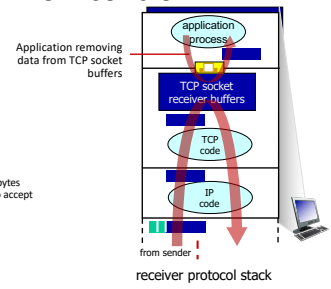 application
process
Application removing
data from TCP socket
buffers
TCP socket
receiver buffers
TCP
code
ytes
accept
IP
code
from sender
receiver protocol stack